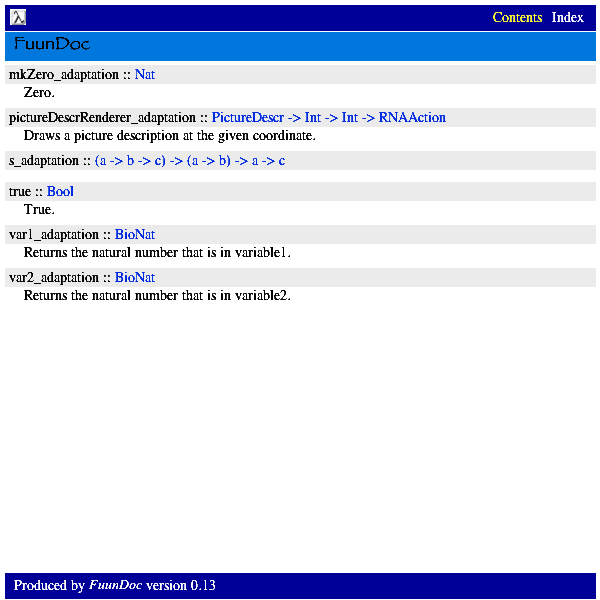 λ Contents Index
FuunDoc
mkZero_adaptation :: Nat
Zero.
pictureDescrRenderer_adaptation :: PictureDescr -> Int -> Int -> RNAAction
Draws a picture description at the given coordinate.
s_adaptation :: (a -> b -> c) -> (a -> b) -> a -> c
true :: Bool
True.
var1_adaptation :: BioNat
Returns the natural number that is in variable1.
var2_adaptation :: BioNat
Returns the natural number that is in variable2.
Produced by FuunDoc version 0.13